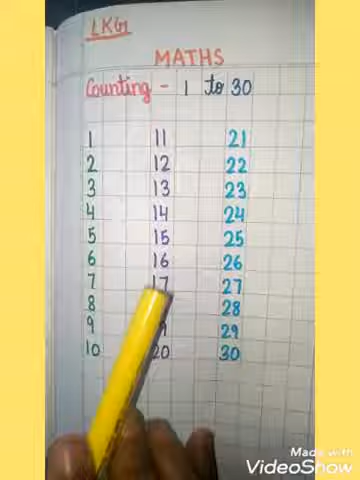 LKG
MATHS
Counting - 1 to 30
1 11 21
2 12 22
3 13 23
4 14 24
5 15 25
6 16 26
7 17 27
8 28
9 29
10 20 30
Made with
VideoShow